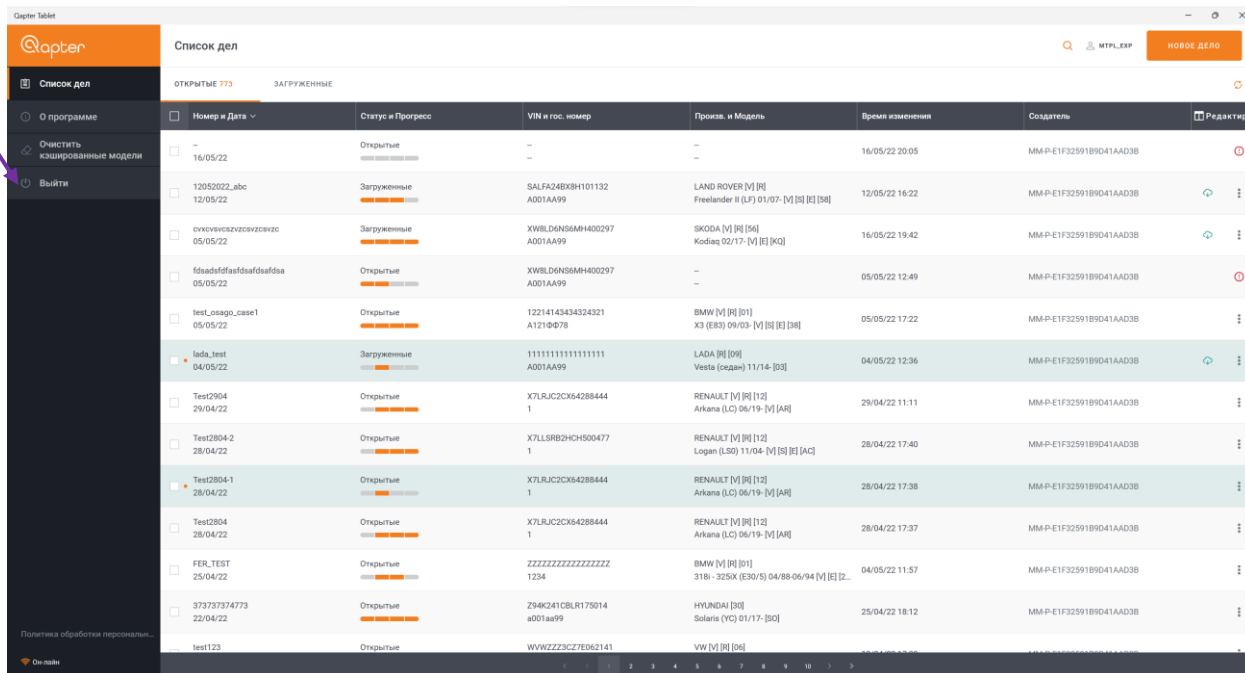 Qapter Tablet
Qapter
Список дел
MTPL_EXP
НОВОЕ ДЕЛО
Список дел
О программе
Очистить
кэшированные модели
Выйти
ОТКРЫТЫЕ 773 ЗАГРУЖЕННЫЕ
Номер и Дата Статус и Прогресс VIN и гос. номер Произв. и Модель Время изменения Создатель Редактир
– Открытые – – 16/05/22 20:05 MM-P-E1F32591B9D41AAD3B
16/05/22 – –
12052022_abc Загруженные SALFA24BX8H101132 LAND ROVER [V] [R] 12/05/22 16:22 MM-P-E1F32591B9D41AAD3B
12/05/22 A001AA99 Freelander II (LF) 01/07- [V] [S] [E] [58]
cvxcvsvcszvzcsvzcsvzc Загруженные XW8LD6NS6MH400297 SKODA [V] [R] [56] 16/05/22 19:42 MM-P-E1F32591B9D41AAD3B
05/05/22 A001AA99 Kodiaq 02/17- [V] [E] [KQ]
fdsadsfdfasfdsafdsafdsa Открытые XW8LD6NS6MH400297 – 05/05/22 12:49 MM-P-E1F32591B9D41AAD3B
05/05/22 A001AA99 –
test_osago_case1 Открытые 12214143434324321 BMW [V] [R] [01] 05/05/22 17:22 MM-P-E1F32591B9D41AAD3B
05/05/22 А121ФФ78 X3 (E83) 09/03- [V] [S] [E] [38]
lada_test Загруженные 11111111111111111 LADA [R] [09] 04/05/22 12:36 MM-P-E1F32591B9D41AAD3B
04/05/22 A001AA99 Vesta (седан) 11/14- [03]
Test2904 Открытые X7LRJC2CX64288444 RENAULT [V] [R] [12] 29/04/22 11:11 MM-P-E1F32591B9D41AAD3B
29/04/22 1 Arkana (LC) 06/19- [V] [AR]
Test2804-2 Открытые X7LLSRB2HCH500477 RENAULT [V] [R] [12] 28/04/22 17:40 MM-P-E1F32591B9D41AAD3B
28/04/22 1 Logan (LS0) 11/04- [V] [S] [E] [AC]
Test2804-1 Открытые X7LRJC2CX64288444 RENAULT [V] [R] [12] 28/04/22 17:38 MM-P-E1F32591B9D41AAD3B
28/04/22 1 Arkana (LC) 06/19- [V] [AR]
Test2804 Открытые X7LRJC2CX64288444 RENAULT [V] [R] [12] 28/04/22 17:37 MM-P-E1F32591B9D41AAD3B
28/04/22 1 Arkana (LC) 06/19- [V] [AR]
FER_TEST Открытые ZZZZZZZZZZZZZZZZZ BMW [V] [R] [01] 04/05/22 11:57 MM-P-E1F32591B9D41AAD3B
25/04/22 1234 318i - 325iX (E30/5) 04/88-06/94 [V] [E] [2...
373737374773 Открытые Z94K241CBLR175014 HYUNDAI [30] 25/04/22 18:12 MM-P-E1F32591B9D41AAD3B
22/04/22 a001aa99 Solaris (YC) 01/17- [SO]
test123 Открытые WVWZZZ3CZ7E062141 VW [V] [R] [06]
Политика обработки персональн...
Он-лайн
1 2 3 4 5 6 7 8 9 10